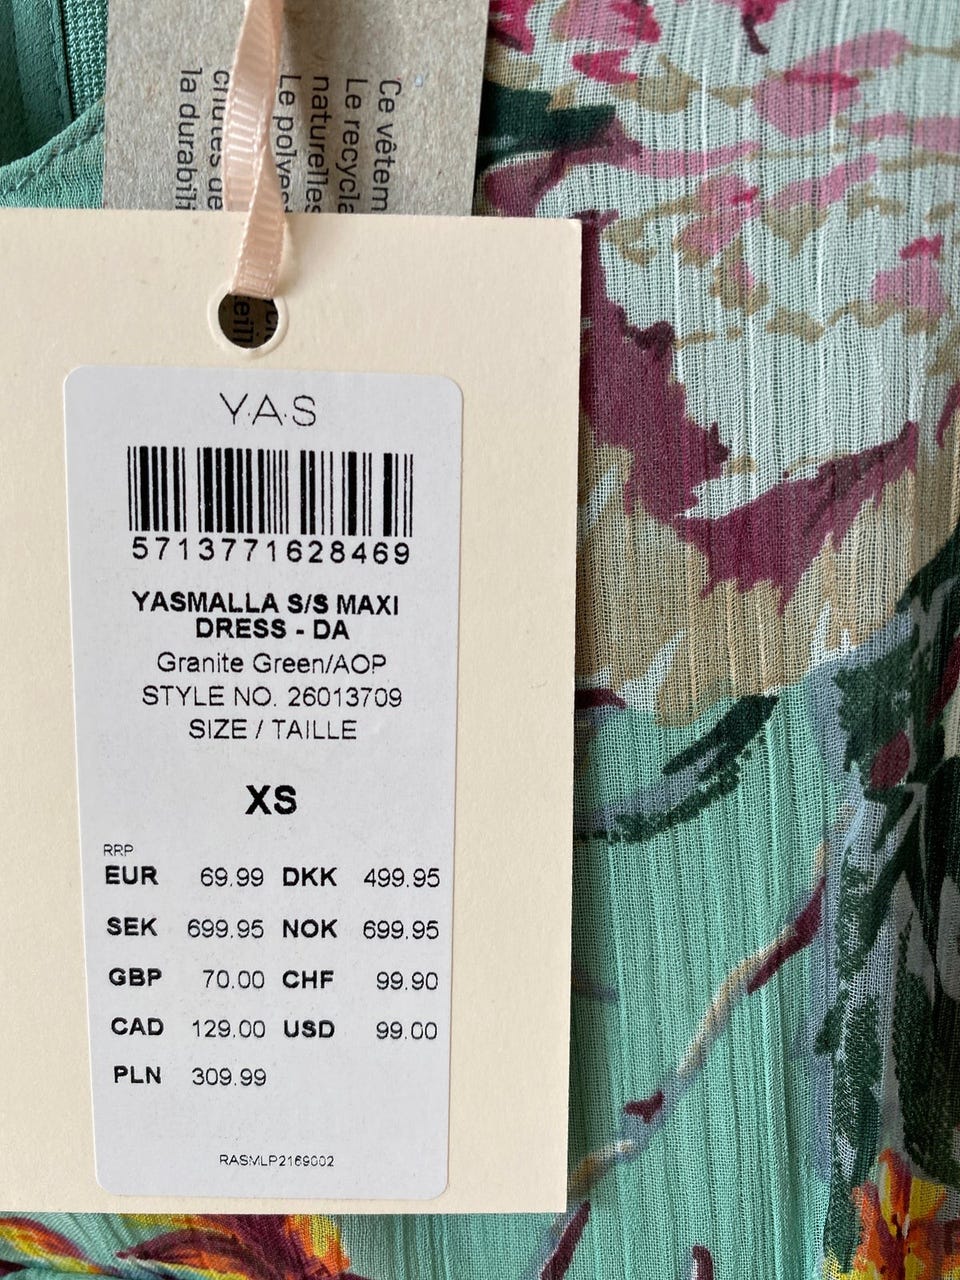 Ce vêtem
Le recycla
naturelles
Le polyest
chutes de
la durabili
Y.A.S
5713771628469
YASMALLA S/S MAXI
DRESS - DA
Granite Green/AOP
STYLE NO. 26013709
SIZE / TAILLE
XS
RRP
EUR 69.99 DKK 499.95
SEK 699.95 NOK 699.95
GBP 70.00 CHF 99.90
CAD 129.00 USD 99.00
PLN 309.99
RASMLP2169002